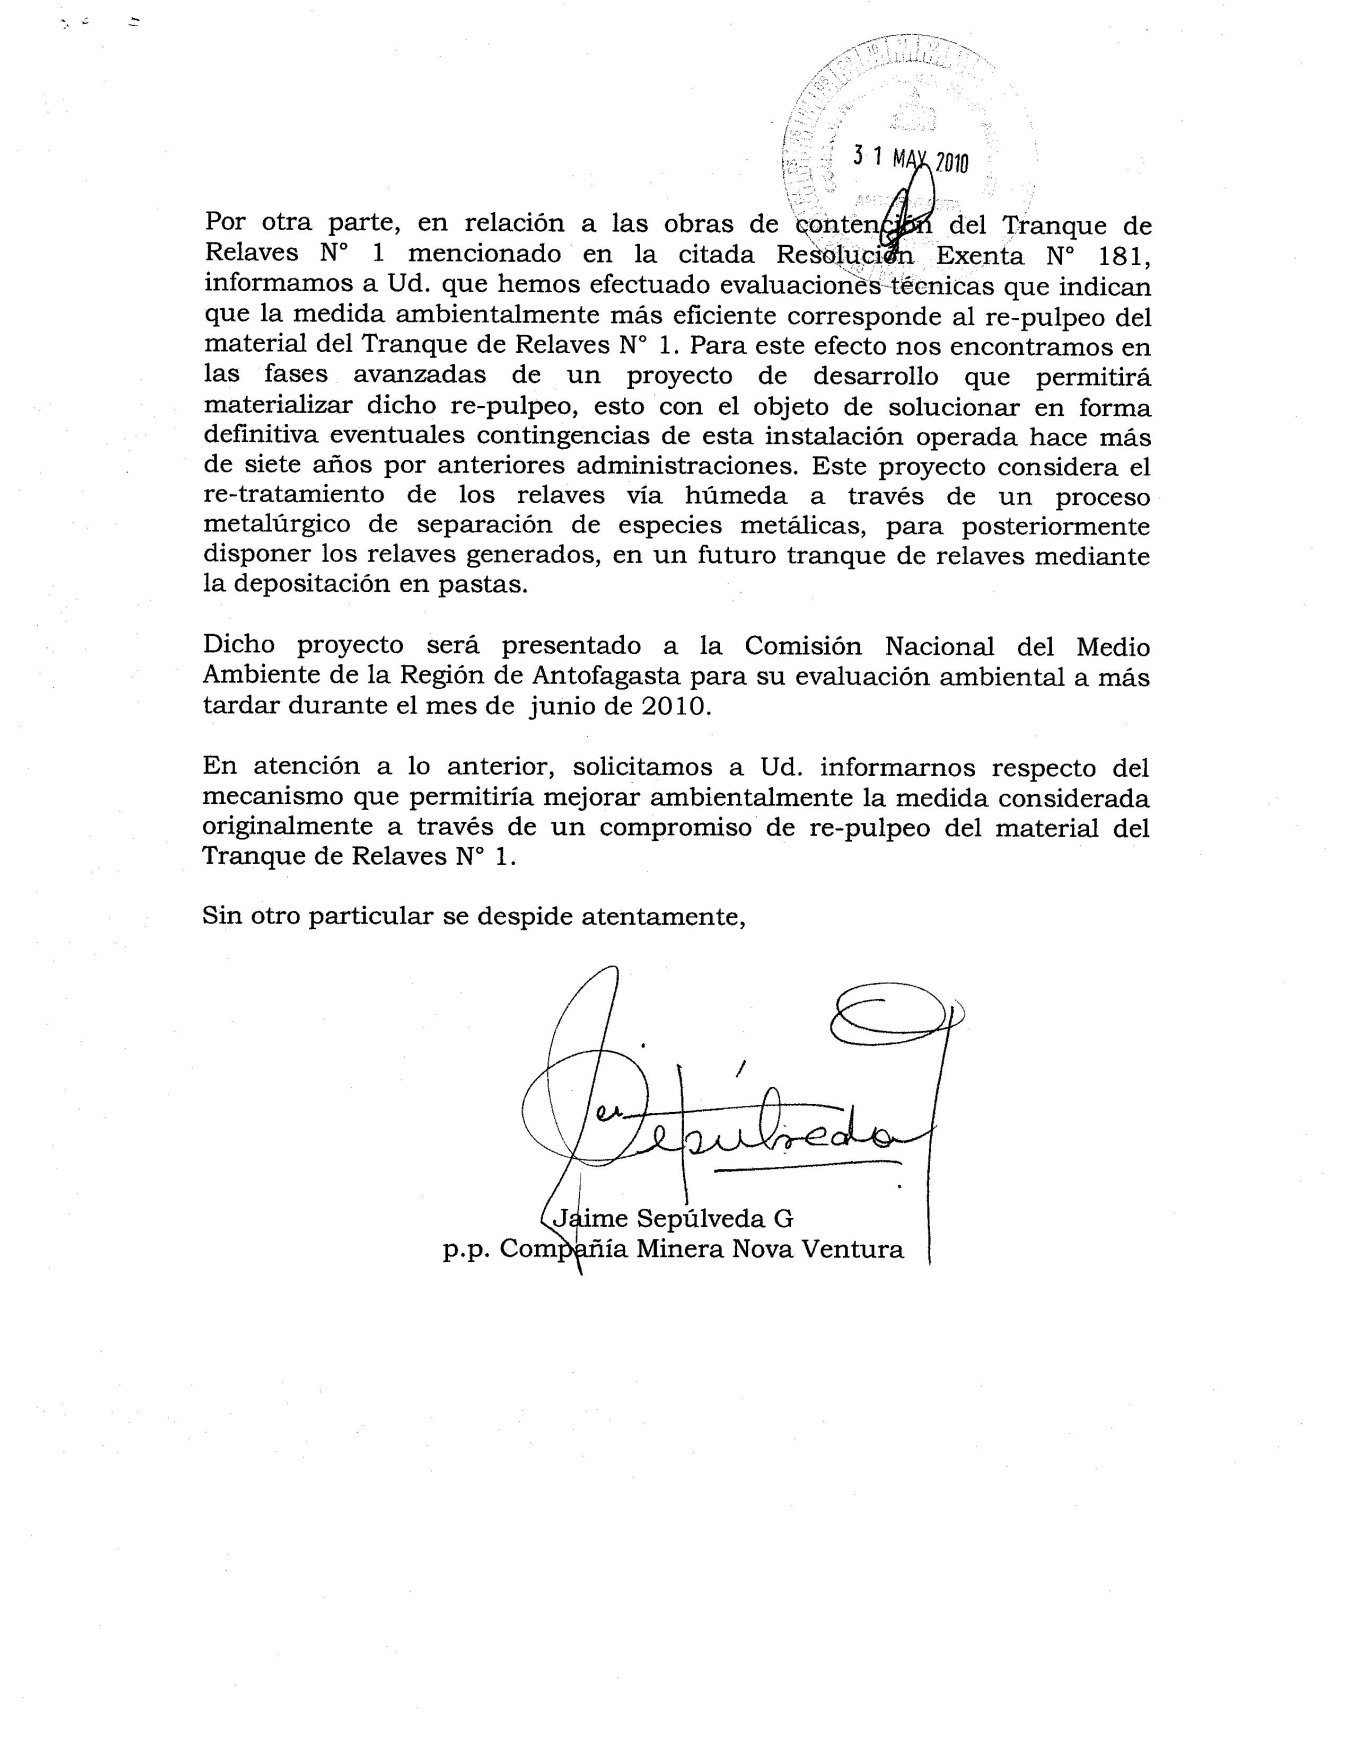 31 MAY 2010
Por otra parte, en relación a las obras de contención del Tranque de
Relaves N° 1 mencionado en la citada Resolución Exenta N° 181,
informamos a Ud. que hemos efectuado evaluaciones técnicas que indican
que la medida ambientalmente más eficiente corresponde al re-pulpeo del
material del Tranque de Relaves N° 1. Para este efecto nos encontramos en
las fases avanzadas de un proyecto de desarrollo que permitirá
materializar dicho re-pulpeo, esto con el objeto de solucionar en forma
definitiva eventuales contingencias de esta instalación operada hace más
de siete años por anteriores administraciones. Este proyecto considera el
re-tratamiento de los relaves vía húmeda a través de un proceso
metalúrgico de separación de especies metálicas, para posteriormente
disponer los relaves generados, en un futuro tranque de relaves mediante
la depositación en pastas.
Dicho proyecto será presentado a la Comisión Nacional del Medio
Ambiente de la Región de Antofagasta para su evaluación ambiental a más
tardar durante el mes de junio de 2010.
En atención a lo anterior, solicitamos a Ud. informarnos respecto del
mecanismo que permitiría mejorar ambientalmente la medida considerada
originalmente a través de un compromiso de re-pulpeo del material del
Tranque de Relaves N° 1.
Sin otro particular se despide atentamente,
Sepúlveda
Jaime Sepúlveda G
p.p. Compañía Minera Nova Ventura